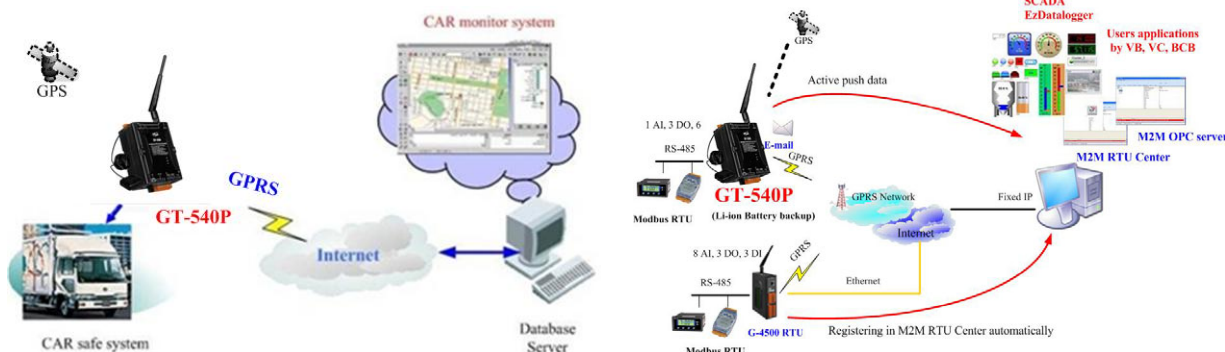 CAR monitor system
GPS
GPRS
GT-540P
Internet
CAR safe system
Database
Server
SCADA
EzDatalogger
Users applications
by VB, VC, BCB
GPS
Active push data
1 AI, 3 DO, 6
E-mail
GPRS
RS-485
M2M OPC server
M2M RTU Center
GT-540P
(Li-ion Battery backup)
Modbus RTU
GPRS Network
Fixed IP
Internet
8 AI, 3 DO, 3 DI
GPRS
RS-485
Ethernet
G-4500 RTU
Registering in M2M RTU Center automatically
Modbus RTU